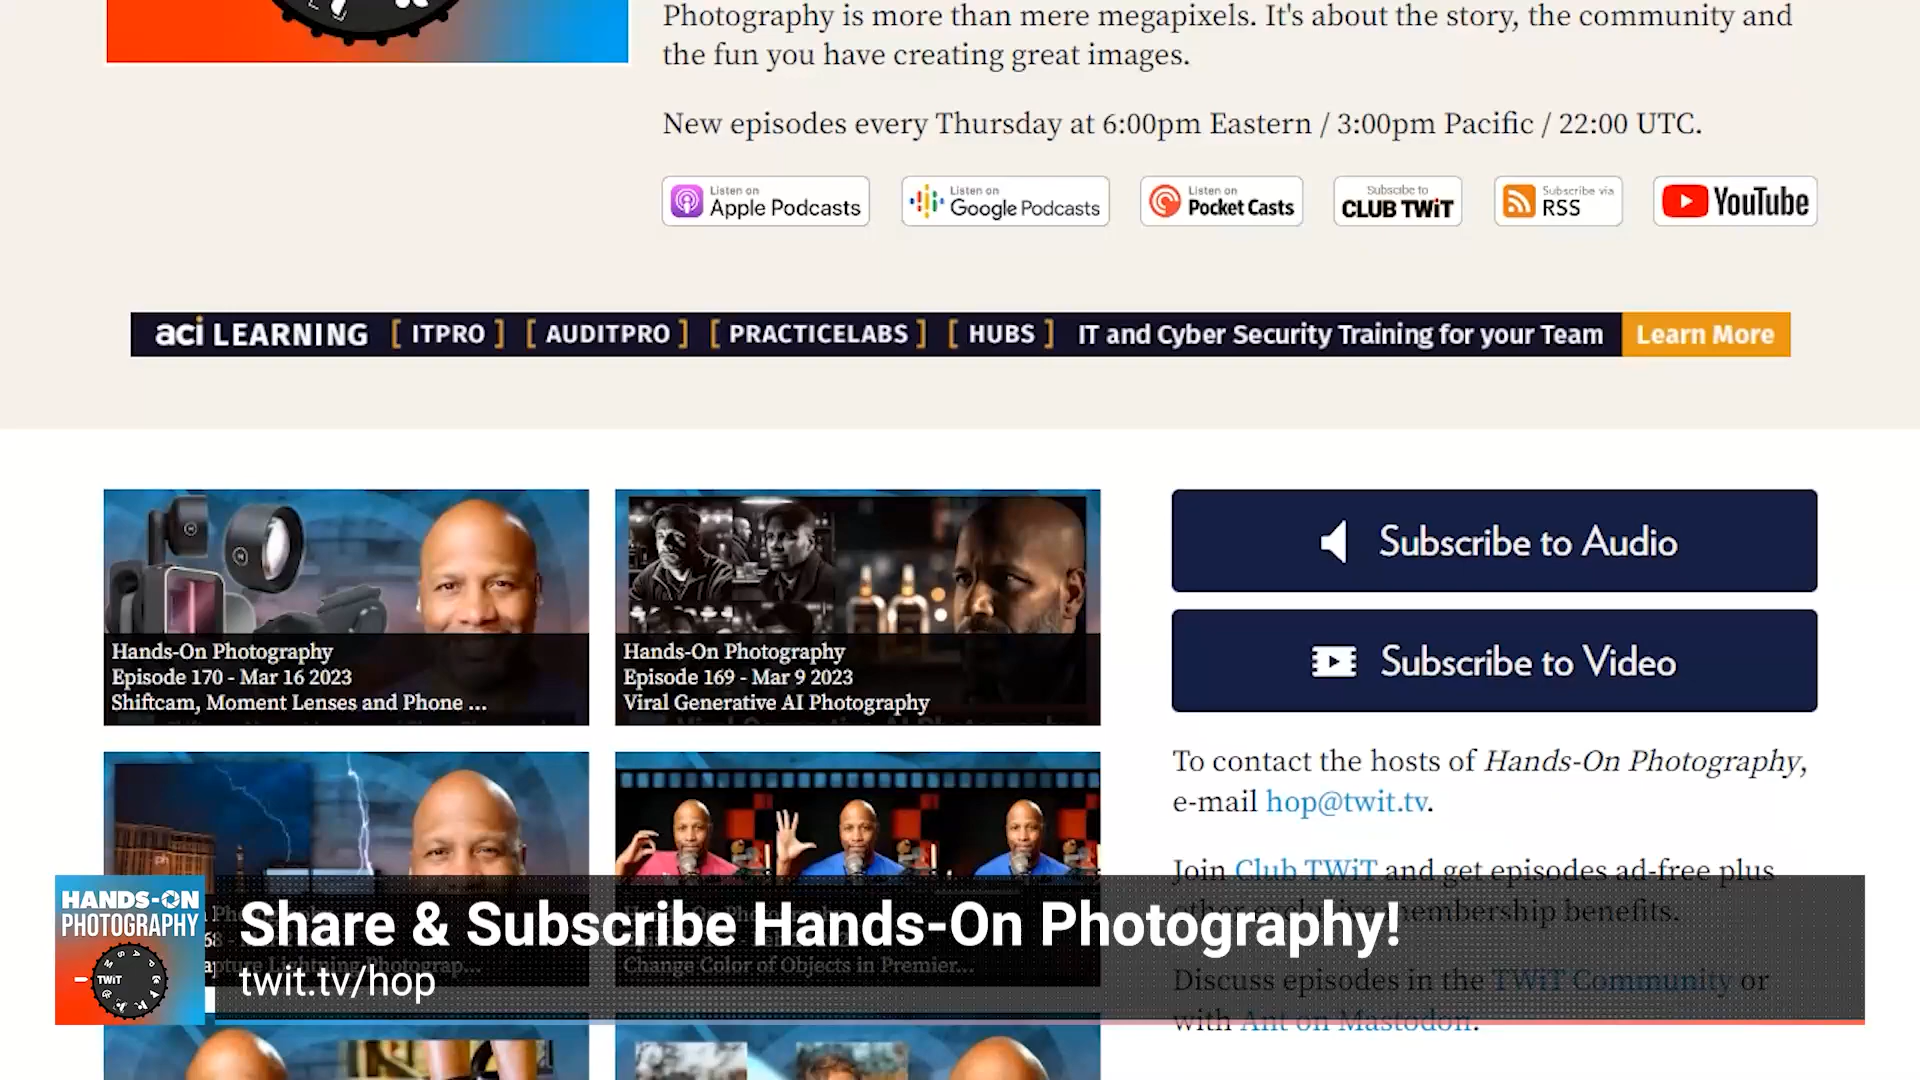 Photography is more than mere megapixels. It's about the story, the community and
the fun you have creating great images.
New episodes every Thursday at 6:00pm Eastern / 3:00pm Pacific / 22:00 UTC.
Listen on
Apple Podcasts
Listen on
Google Podcasts
Listen on
Pocket Casts
Subscibe to
CLUB TWiT
Subscribe via
RSS
YouTube
aci LEARNING [ ITPRO ] [ AUDITPRO ] [ PRACTICELABS ] [ HUBS ] IT and Cyber Security Training for your Team Learn More
Hands-On Photography
Episode 170 - Mar 16 2023
Shiftcam, Moment Lenses and Phone ...
Hands-On Photography
Episode 169 - Mar 9 2023
Viral Generative AI Photography
Subscribe to Audio
Subscribe to Video
To contact the hosts of Hands-On Photography,
e-mail hop@twit.tv.
Join Club TWiT and get episodes ad-free plus
other exclusive membership benefits.
Discuss episodes in the TWiT Community or
with Ant on Mastodon.
Change Color of Objects in Premier...
HANDS-ON
PHOTOGRAPHY
TWiT
Share & Subscribe Hands-On Photography!
twit.tv/hop